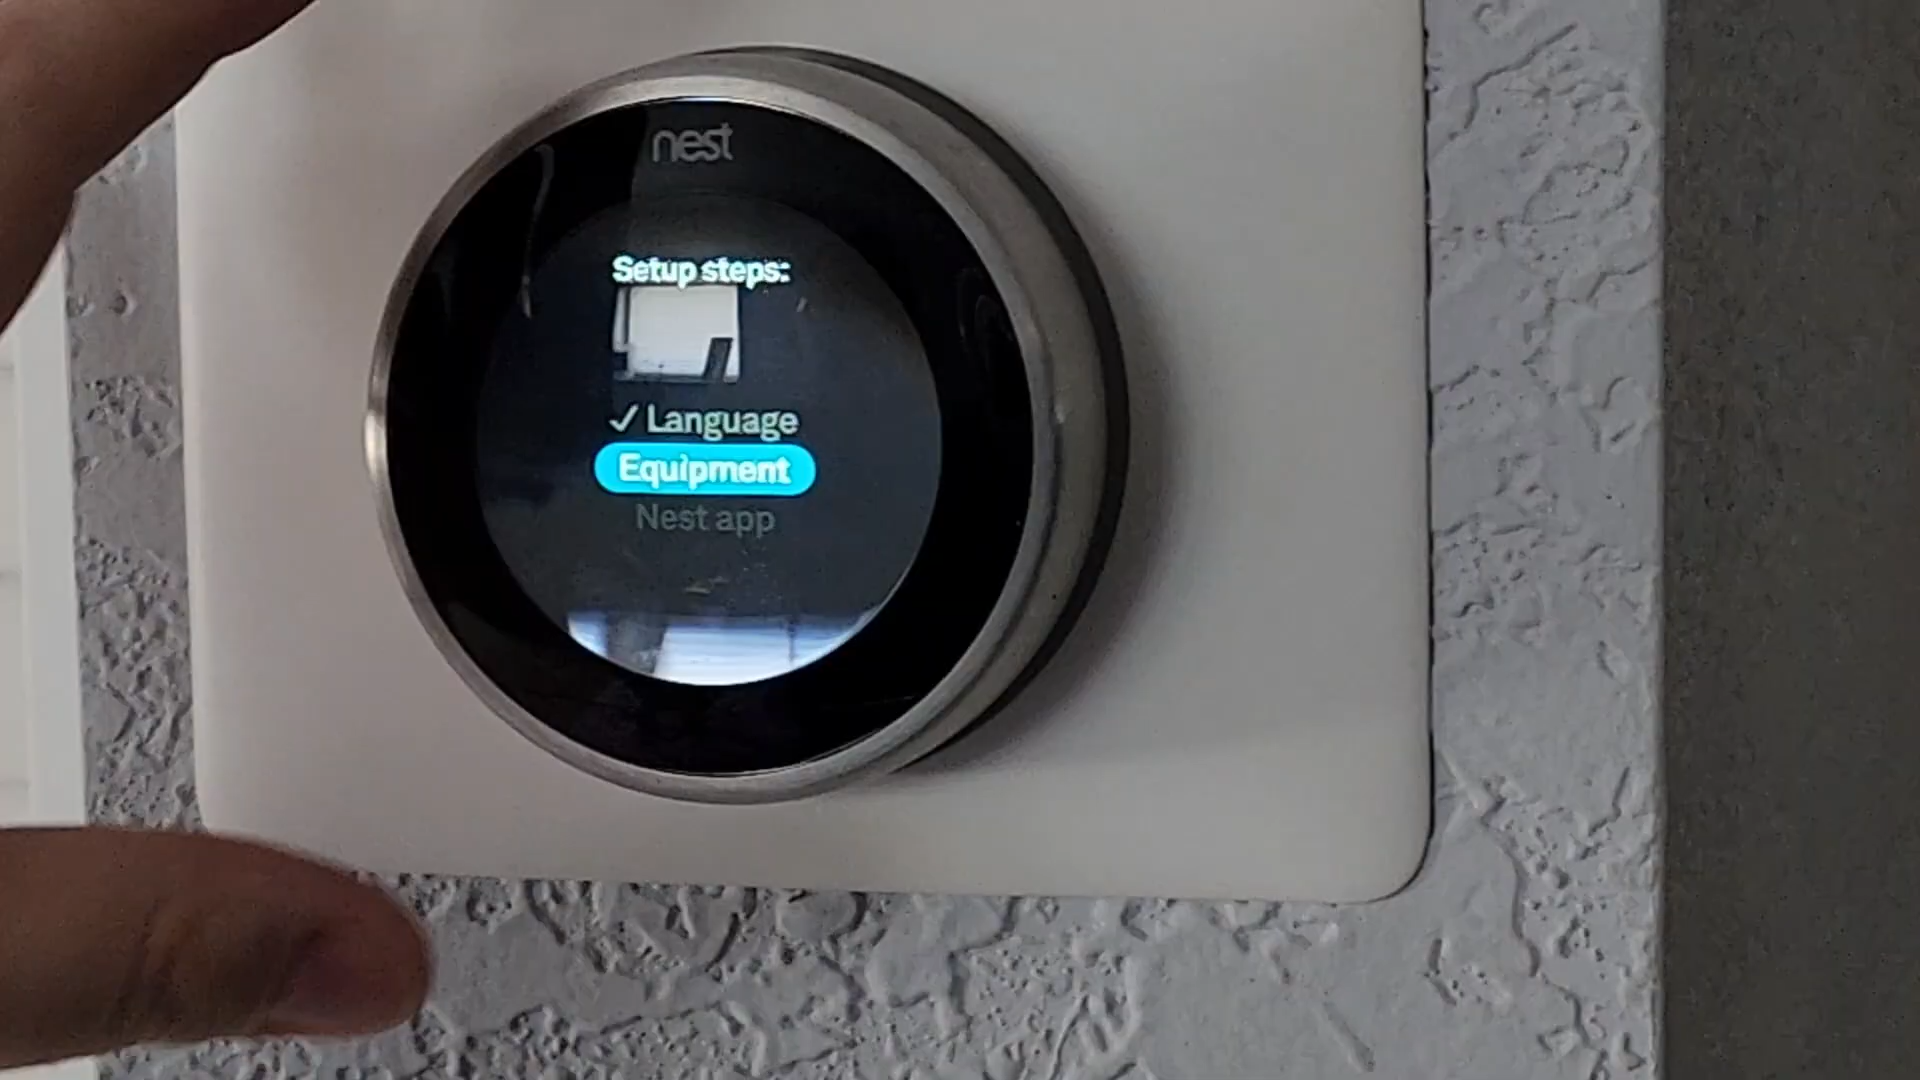 nest
Setup steps:
✓ Language
Equipment
Nest app